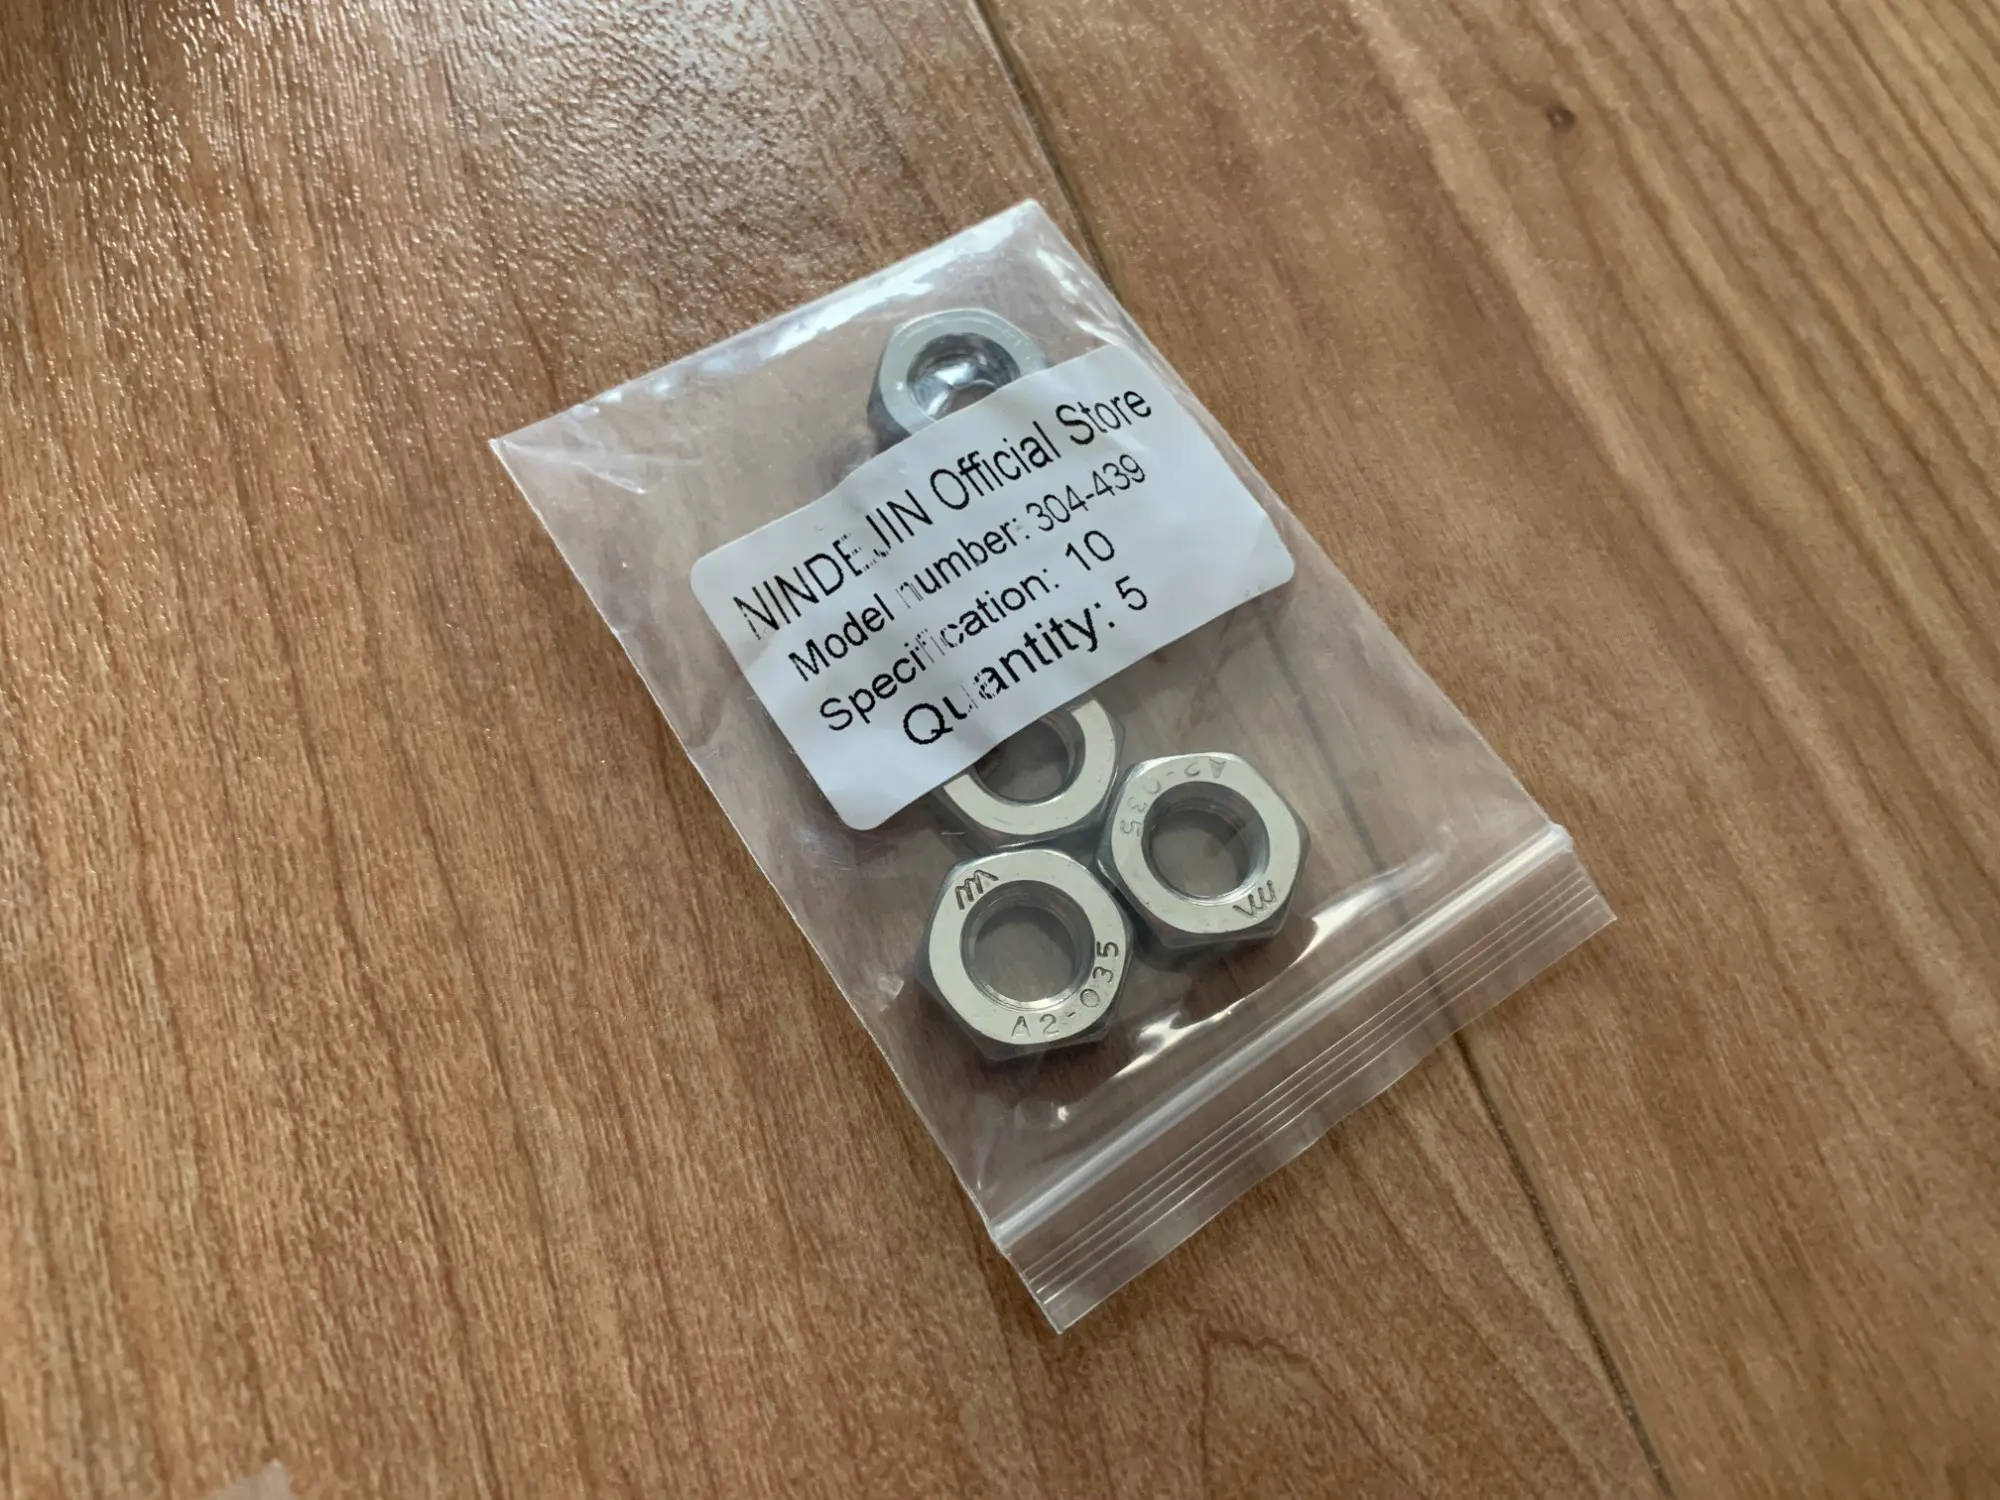 NINDEJIN Official Store
Model number: 304-439
Specification: 10
Quantity: 5
A2-035
A2-035